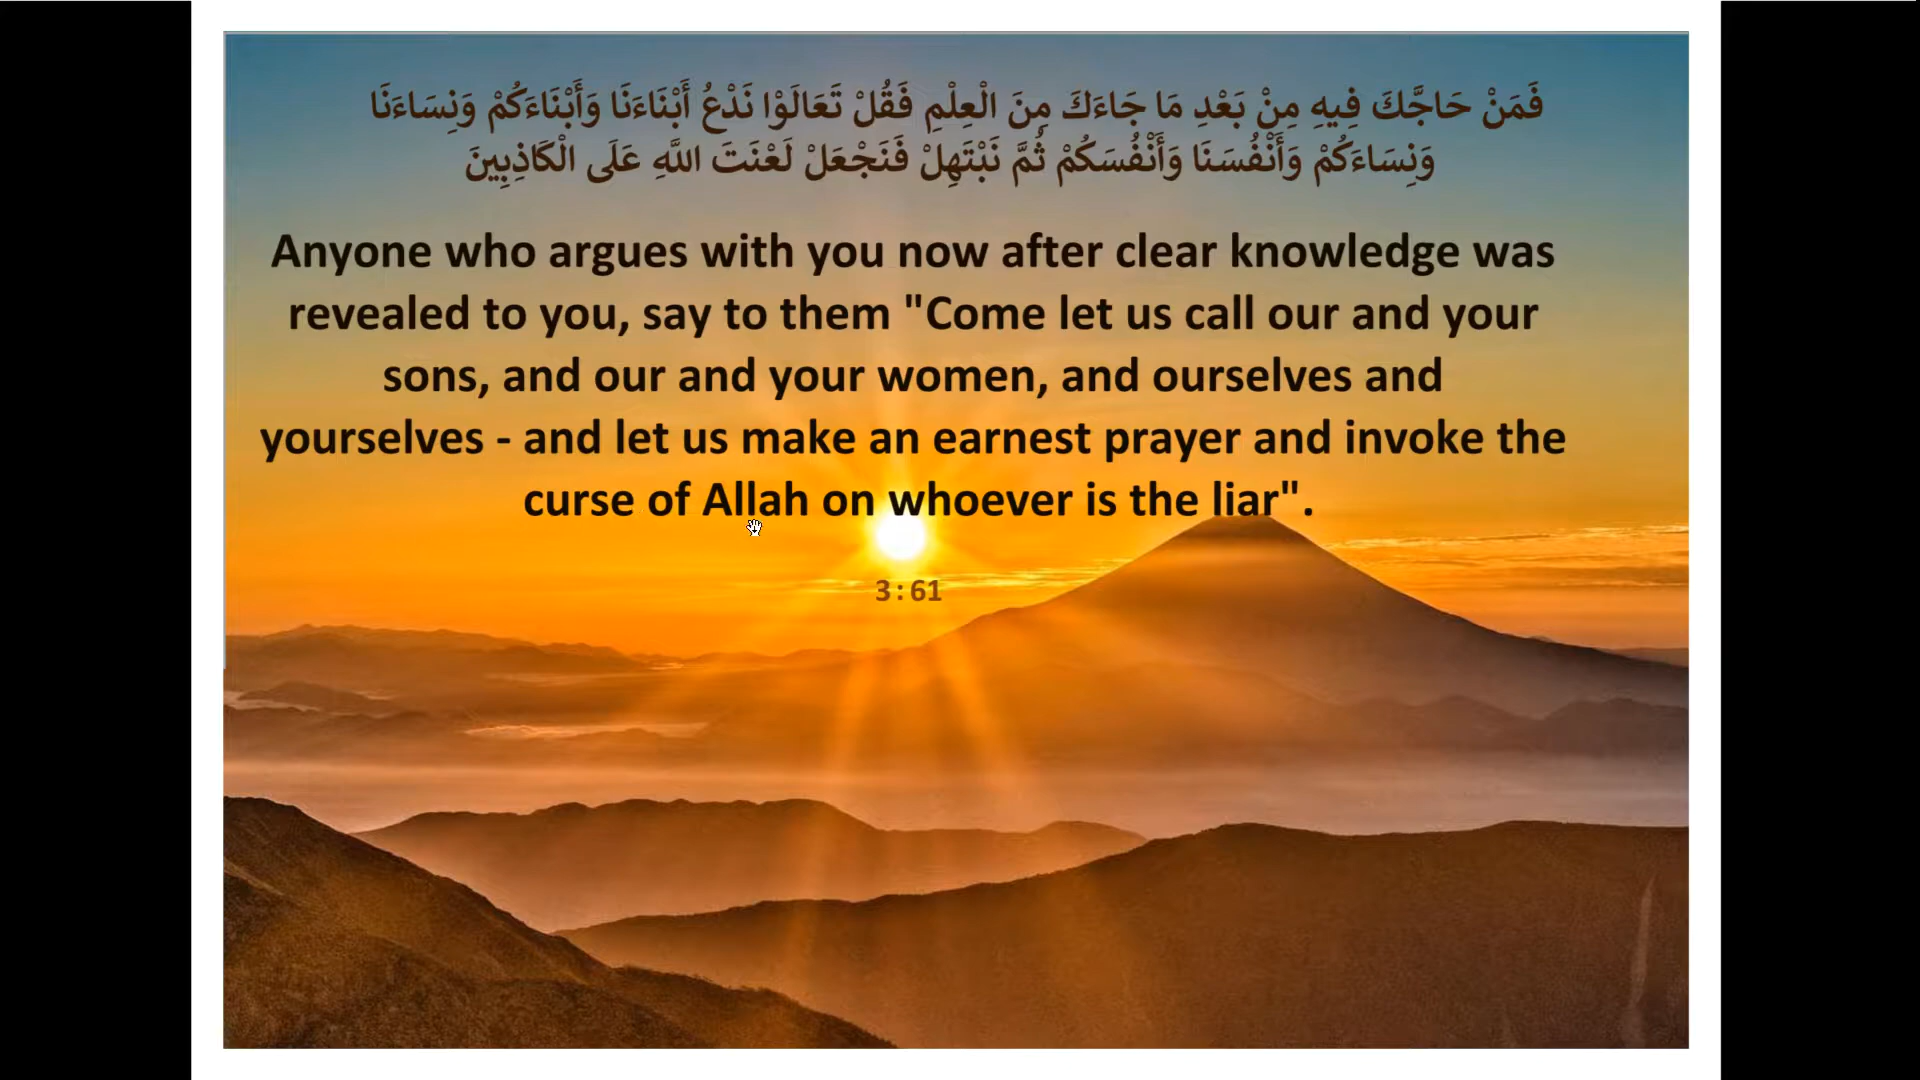 فَمَنْ حَاجَّكَ فِيهِ مِنْ بَعْدِ مَا جَاءَكَ مِنَ الْعِلْمِ فَقُلْ تَعَالَوْا نَدْعُ أَبْنَاءَنَا وَأَبْنَاءَكُمْ وَنِسَاءَنَا
وَنِسَاءَكُمْ وَأَنْفُسَنَا وَأَنْفُسَكُمْ ثُمَّ نَبْتَهِلْ فَنَجْعَلْ لَعْنَتَ اللَّهِ عَلَى الْكَاذِبِينَ
Anyone who argues with you now after clear knowledge was
revealed to you, say to them "Come let us call our and your
sons, and our and your women, and ourselves and
yourselves - and let us make an earnest prayer and invoke the
curse of Allah on whoever is the liar".
3:61